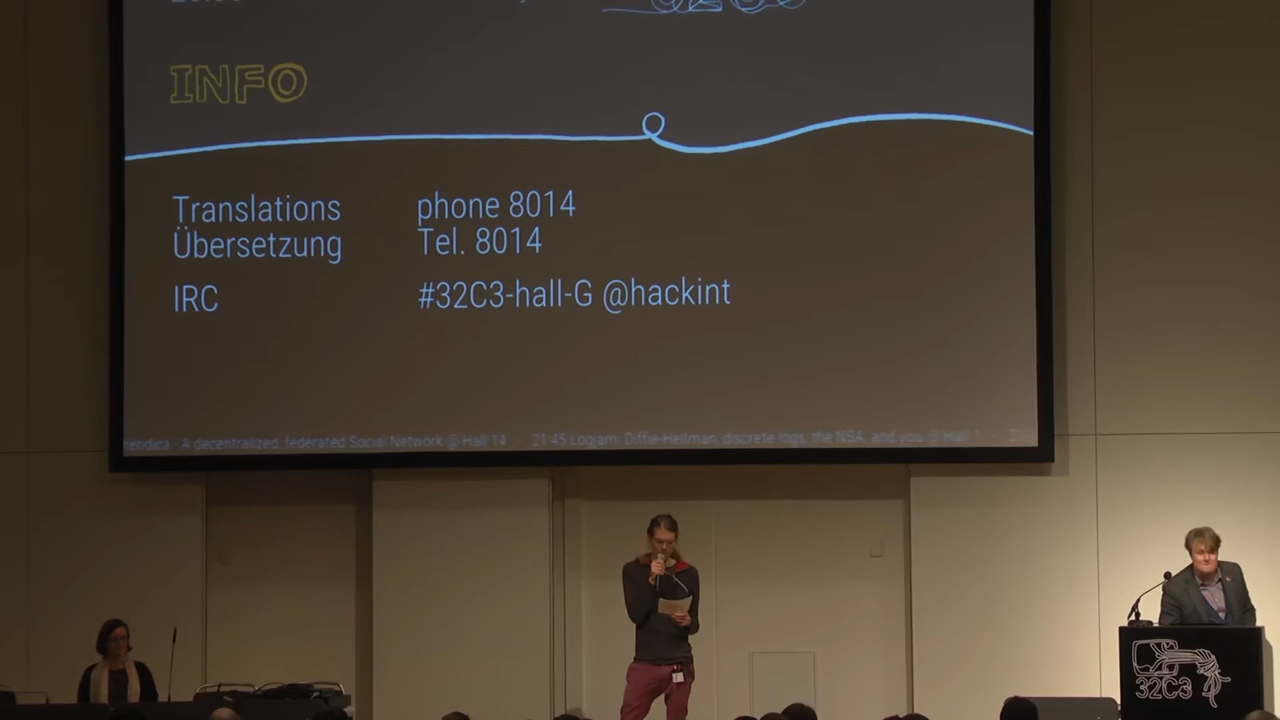 INFO
Translations phone 8014
Übersetzung Tel. 8014
IRC #32C3-hall-G @hackint
endica - A decentralized, federated Social Network @ Hall 14 21:45 Logjam: Diffie-Hellman, discrete logs, the NSA, and you @ Hall
32C3